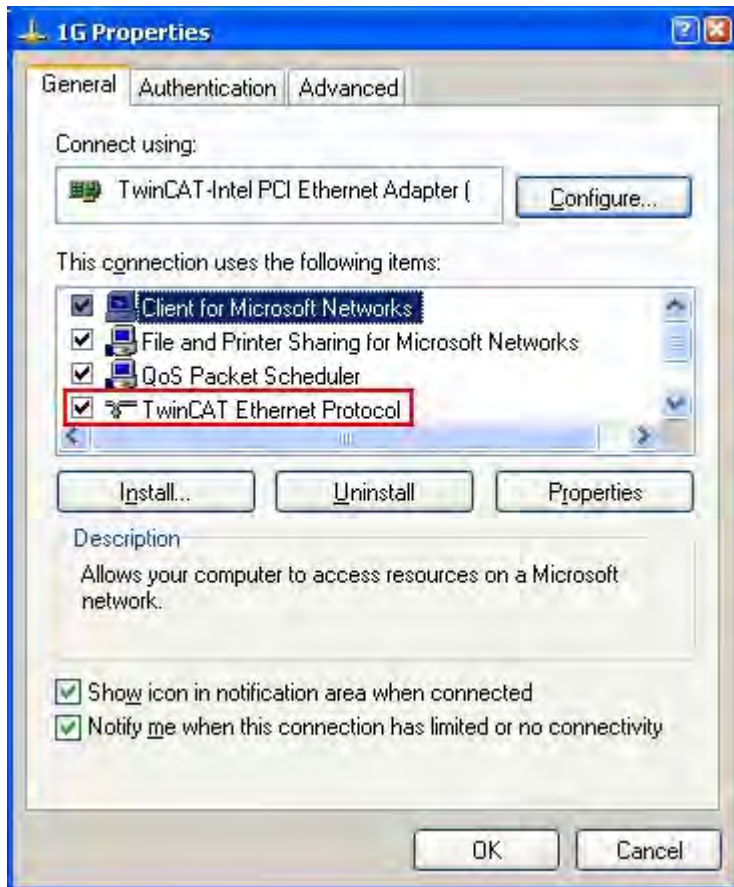 1G Properties
General Authentication Advanced
Connect using:
TwinCAT-Intel PCI Ethernet Adapter (
Configure...
This connection uses the following items:
Client for Microsoft Networks
File and Printer Sharing for Microsoft Networks
QoS Packet Scheduler
TwinCAT Ethernet Protocol
Install... Uninstall Properties
Description
Allows your computer to access resources on a Microsoft
network.
Show icon in notification area when connected
Notify me when this connection has limited or no connectivity
OK Cancel